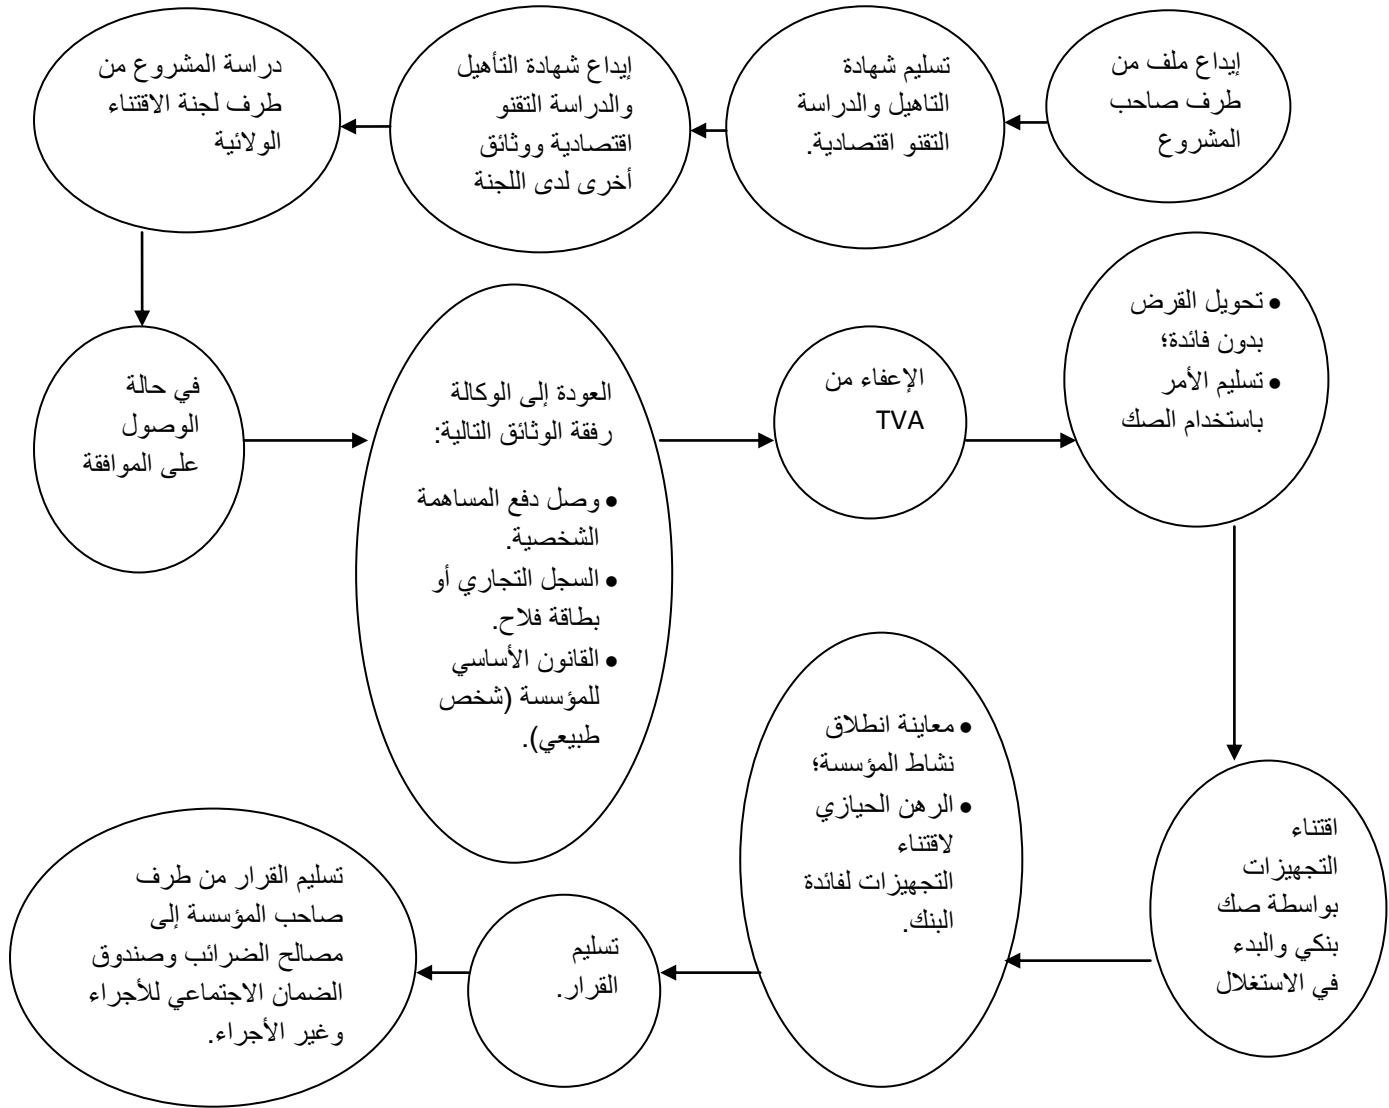 إيداع ملف من
طرف صاحب
المشروع
تسليم شهادة
التاهيل والدراسة
التقنو اقتصادية.
إيداع شهادة التأهيل
والدراسة التقنو
اقتصادية ووثائق
أخرى لدى اللجنة
دراسة المشروع من
طرف لجنة الاقتناء
الولائية
في حالة
الوصول
على الموافقة
العودة إلى الوكالة
رفقة الوثائق التالية:
• وصل دفع المساهمة
الشخصية.
• السجل التجاري أو
بطاقة فلاح.
• القانون الأساسي
للمؤسسة (شخص
طبيعي).
الإعفاء من
TVA
• تحويل القرض
بدون فائدة؛
• تسليم الأمر
باستخدام الصك
اقتناء
التجهيزات
بواسطة صك
بنكي والبدء
في الاستغلال
• معاينة انطلاق
نشاط المؤسسة؛
• الرهن الحيازي
لاقتناء
التجهيزات لفائدة
البنك.
تسليم
القرار.
تسليم القرار من طرف
صاحب المؤسسة إلى
مصالح الضرائب وصندوق
الضمان الاجتماعي للأجراء
وغير الأجراء.